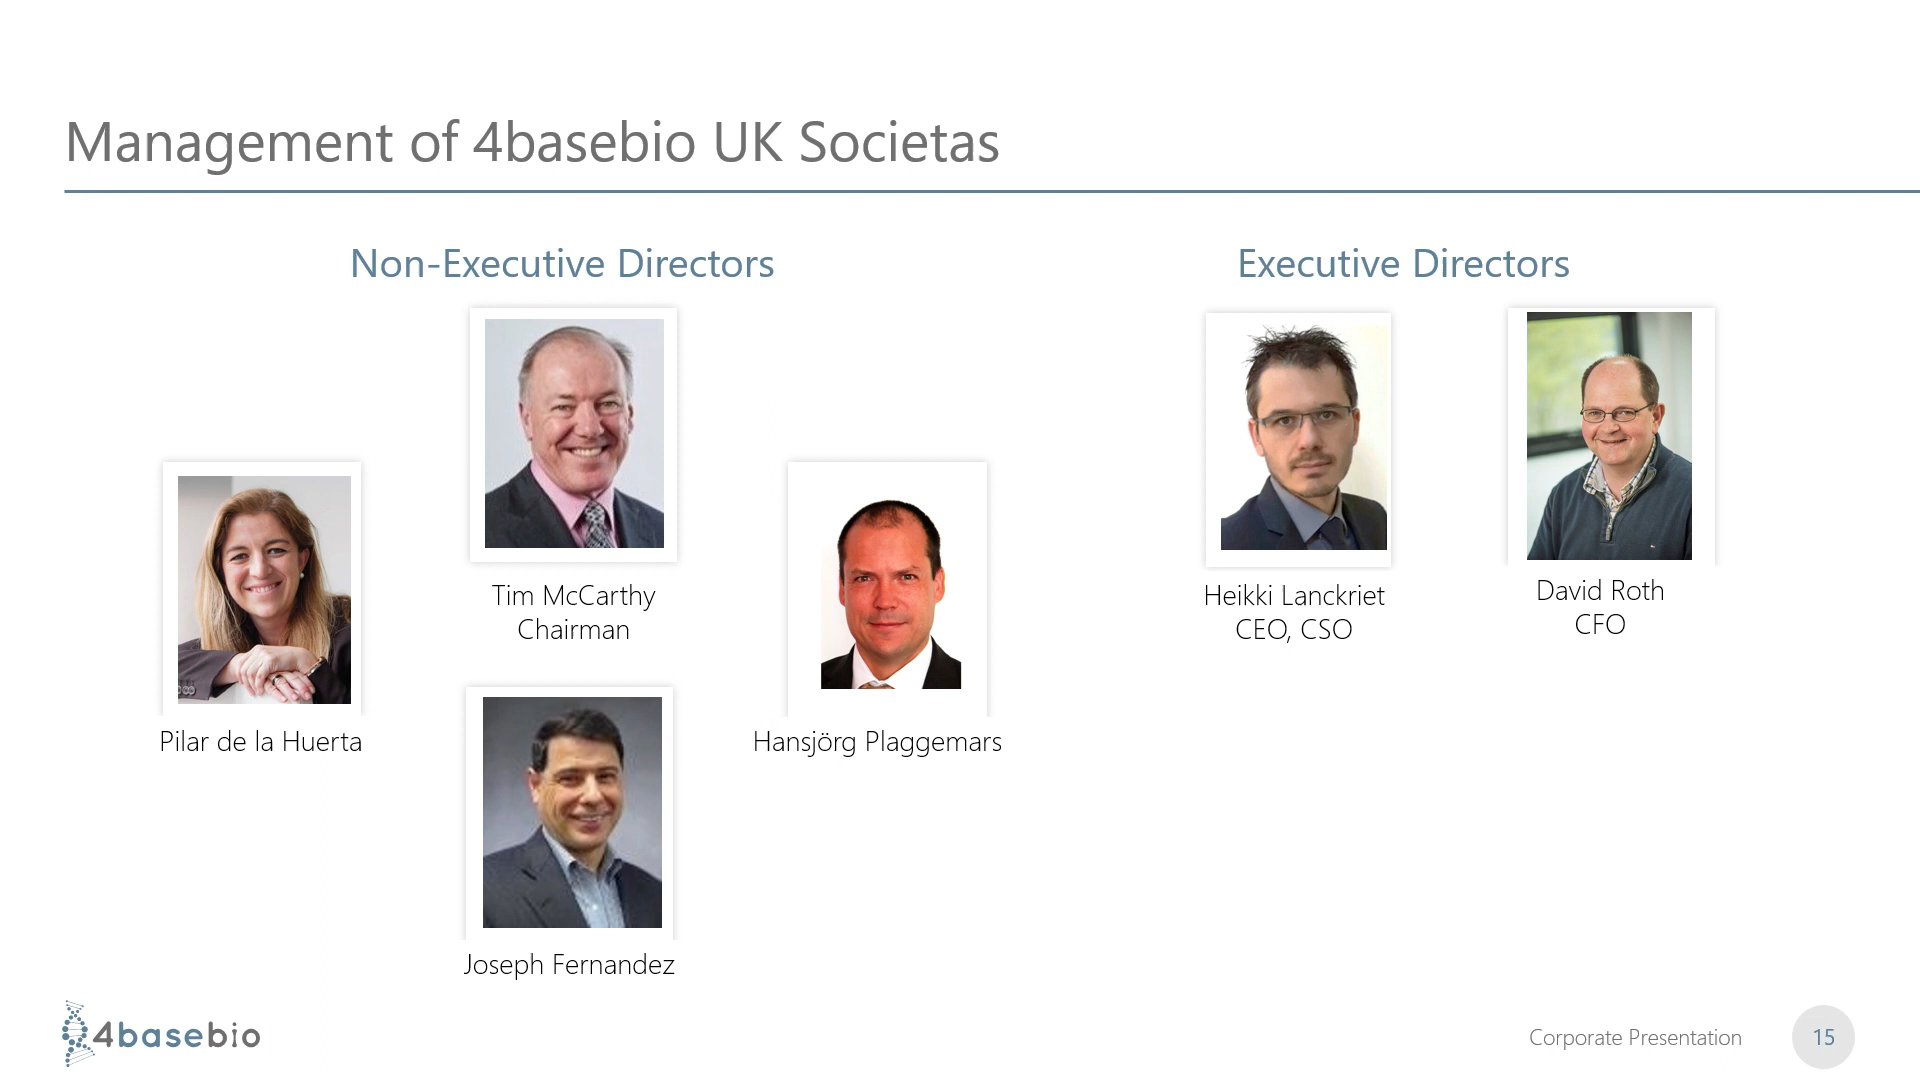 Management of 4basebio UK Societas
Non-Executive Directors
Tim McCarthy
Chairman
Pilar de la Huerta
Hansjörg Plaggemars
Joseph Fernandez
Executive Directors
Heikki Lanckriet
CEO, CSO
David Roth
CFO
4basebio
Corporate Presentation
15